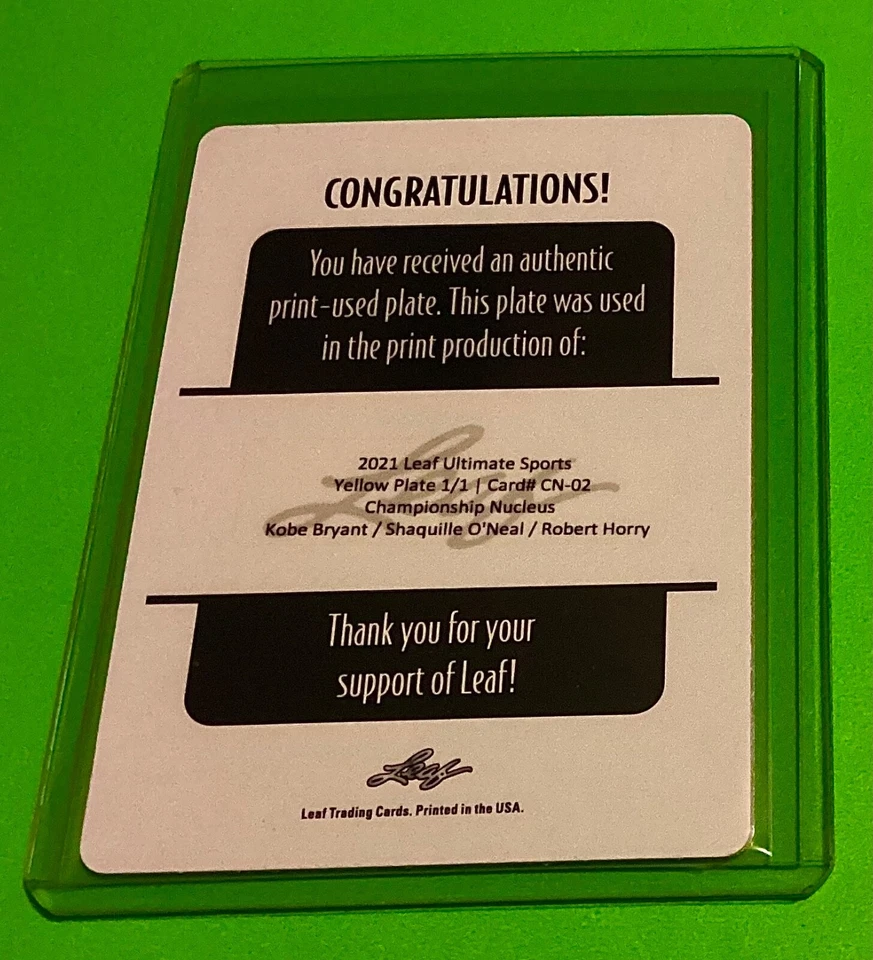 CONGRATULATIONS!
You have received an authentic
print-used plate. This plate was used
in the print production of:
Leaf
2021 Leaf Ultimate Sports
Yellow Plate 1/1 | Card# CN-02
Championship Nucleus
Kobe Bryant / Shaquille O'Neal / Robert Horry
Thank you for your
support of Leaf!
Leaf
Leaf Trading Cards. Printed in the USA.